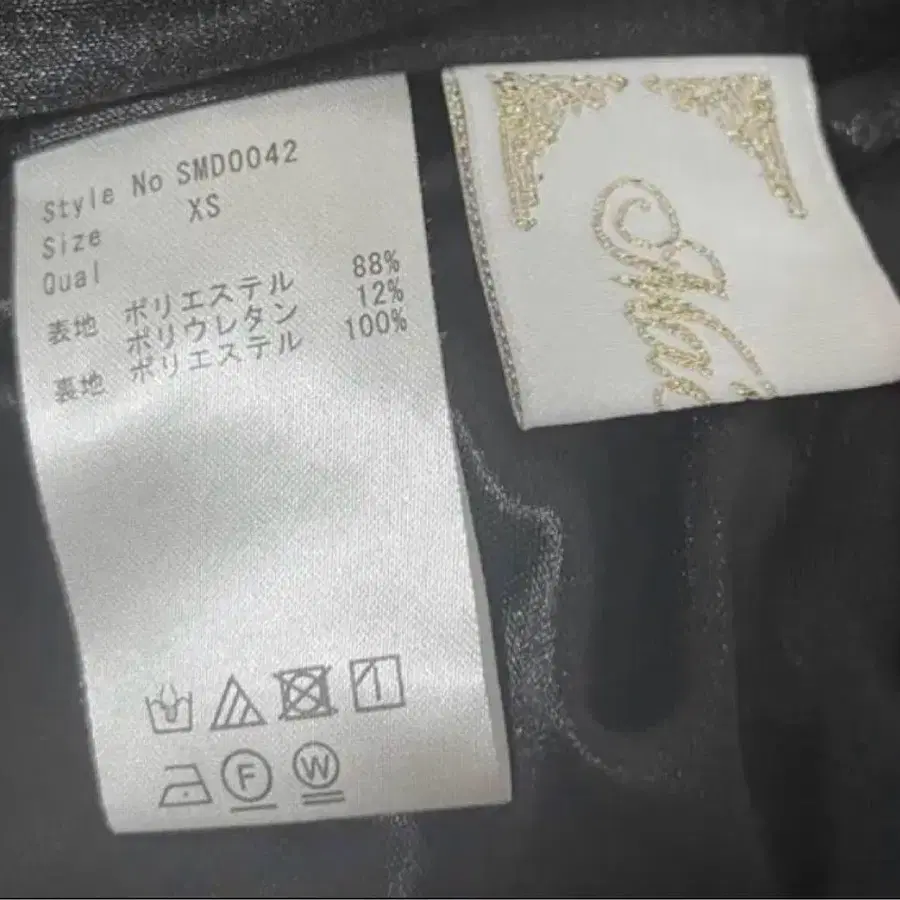 Style No SMD0042
Size XS
Qual
表地 ポリエステル 88%
ポリウレタン 12%
裏地 ポリエステル 100%
F
W